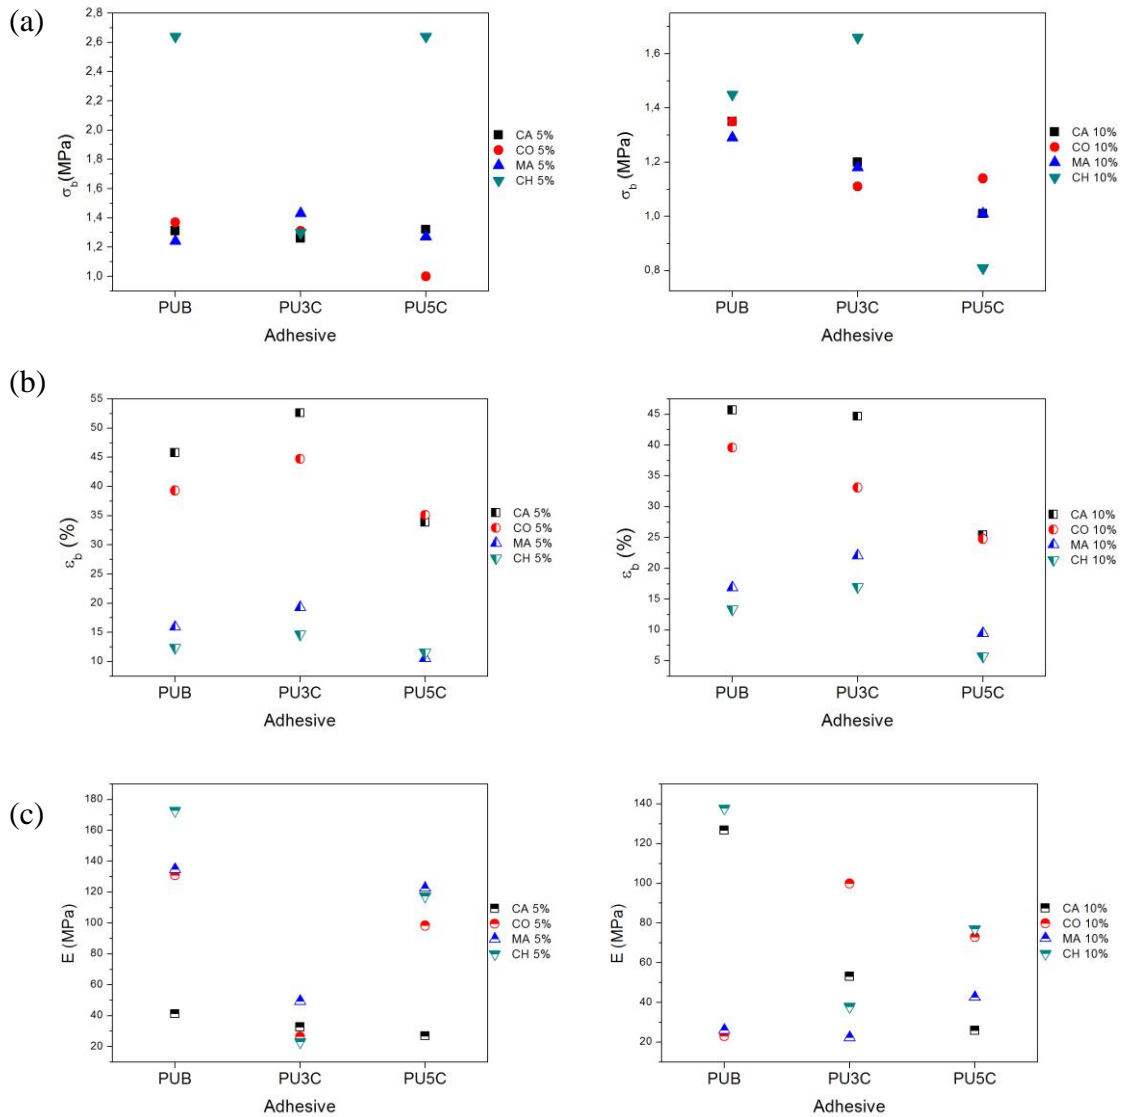 (a)
2,8
2,6
2,4
2,2
2,0
1,8
1,6
1,4
1,2
1,0
σb(MPa)
PUB PU3C PU5C
Adhesive
CA 5%
CO 5%
MA 5%
CH 5%
1,6
1,4
1,2
1,0
0,8
σb (MPa)
PUB PU3C PU5C
Adhesive
CA 10%
CO 10%
MA 10%
CH 10%
(b)
55
50
45
40
35
30
25
20
15
10
εb (%)
PUB PU3C PU5C
Adhesive
CA 5%
CO 5%
MA 5%
CH 5%
45
40
35
30
25
20
15
10
5
εb (%)
PUB PU3C PU5C
Adhesive
CA 10%
CO 10%
MA 10%
CH 10%
(c)
180
160
140
120
100
80
60
40
20
E (MPa)
PUB PU3C PU5C
Adhesive
CA 5%
CO 5%
MA 5%
CH 5%
140
120
100
80
60
40
20
E (MPa)
PUB PU3C PU5C
Adhesive
CA 10%
CO 10%
MA 10%
CH 10%